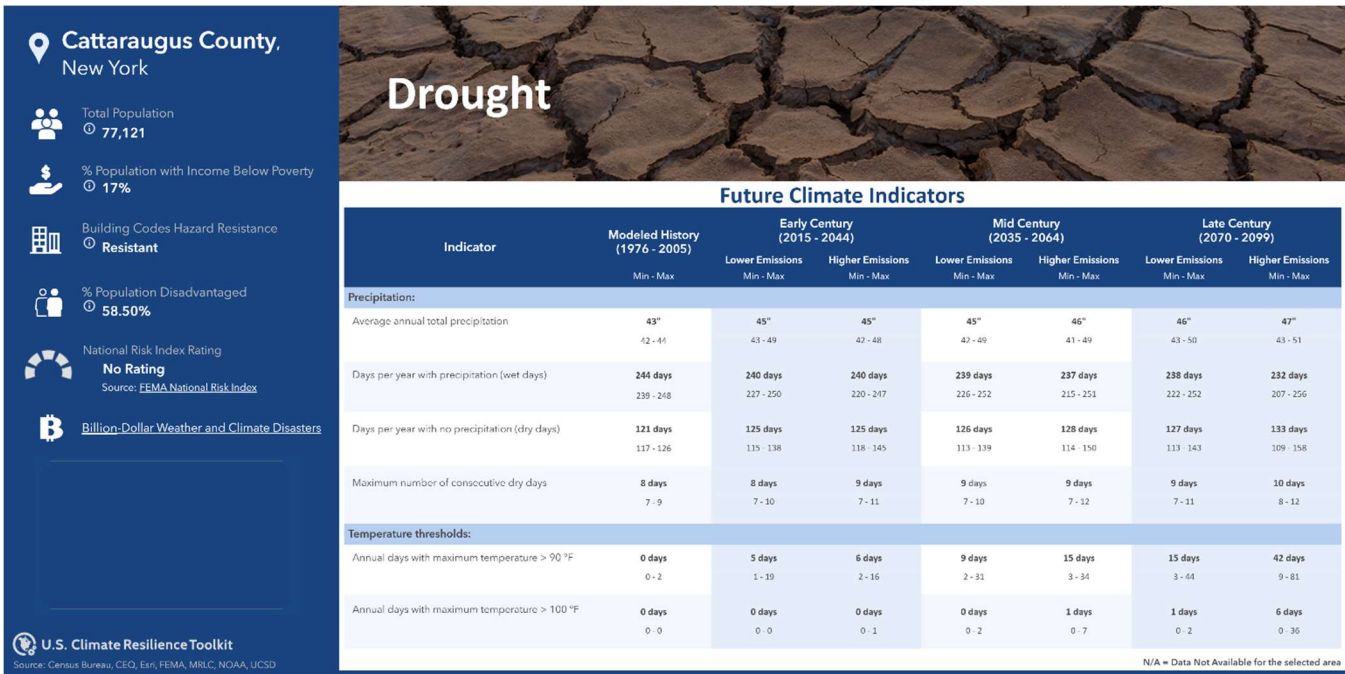 Cattaraugus County,
New York
Total Population
77,121
% Population with Income Below Poverty
17%
Building Codes Hazard Resistance
Resistant
% Population Disadvantaged
58.50%
National Risk Index Rating
No Rating
Source: FEMA National Risk Index
Billion-Dollar Weather and Climate Disasters
U.S. Climate Resilience Toolkit
Source: Census Bureau, CEQ, Esri, FEMA, MRLC, NOAA, UCSD
Drought
Future Climate Indicators
Indicator
Modeled History
(1976 - 2005)
Min - Max
Early Century
(2015 - 2044)
Lower Emissions Higher Emissions
Min - Max Min - Max
Mid Century
(2035 - 2064)
Lower Emissions Higher Emissions
Min - Max Min - Max
Late Century
(2070 - 2099)
Lower Emissions Higher Emissions
Min - Max Min - Max
Precipitation:
Average annual total precipitation 43" 45" 45" 45" 46" 46" 47"
42 - 44 43 - 49 42 - 48 42 - 49 41 - 49 43 - 50 43 - 51
Days per year with precipitation (wet days) 244 days 240 days 240 days 239 days 237 days 238 days 232 days
239 - 248 227 - 250 220 - 247 226 - 252 215 - 251 222 - 252 207 - 256
Days per year with no precipitation (dry days) 121 days 125 days 125 days 126 days 128 days 127 days 133 days
117 - 126 115 - 138 118 - 145 113 - 139 114 - 150 113 - 143 109 - 158
Maximum number of consecutive dry days 8 days 8 days 9 days 9 days 9 days 9 days 10 days
7 - 9 7 - 10 7 - 11 7 - 10 7 - 12 7 - 11 8 - 12
Temperature thresholds:
Annual days with maximum temperature > 90 °F 0 days 5 days 6 days 9 days 15 days 15 days 42 days
0 - 2 1 - 19 2 - 16 2 - 31 3 - 34 3 - 44 9 - 81
Annual days with maximum temperature > 100 °F 0 days 0 days 0 days 0 days 1 days 1 days 6 days
0 - 0 0 - 0 0 - 1 0 - 2 0 - 7 0 - 2 0 - 36
N/A = Data Not Available for the selected area